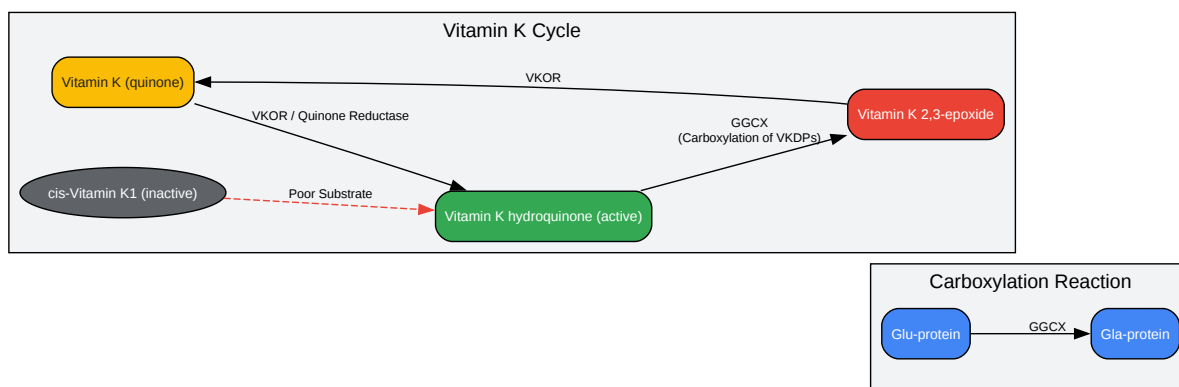 Vitamin K Cycle
Vitamin K (quinone)
VKOR
Vitamin K 2,3-epoxide
VKOR / Quinone Reductase
GGCX
(Carboxylation of VKDPs)
cis-Vitamin K1 (inactive)
Poor Substrate
Vitamin K hydroquinone (active)
Carboxylation Reaction
Glu-protein
GGCX
Gla-protein